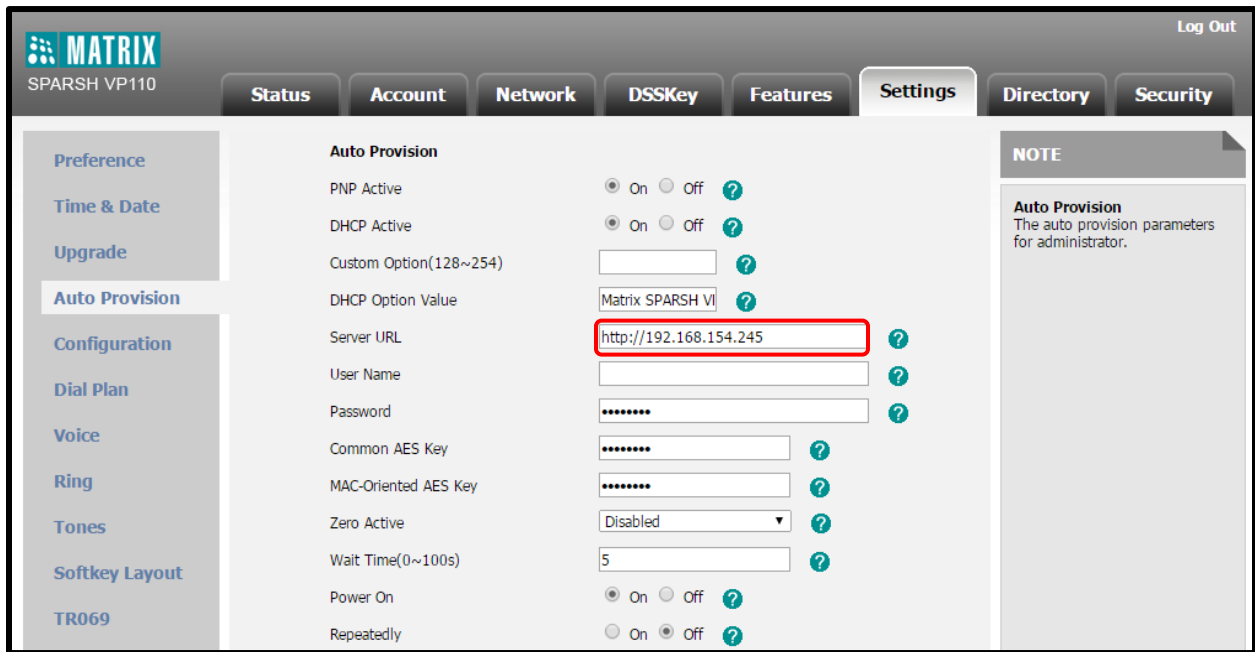 Log Out
MATRIX
SPARSH VP110
Status Account Network DSSKey Features Settings Directory Security
Preference
Time & Date
Upgrade
Auto Provision
Configuration
Dial Plan
Voice
Ring
Tones
Softkey Layout
TR069
Auto Provision
PNP Active On Off ?
DHCP Active On Off ?
Custom Option(128~254) ?
DHCP Option Value Matrix SPARSH VI ?
Server URL http://192.168.154.245 ?
User Name ?
Password •••••••• ?
Common AES Key •••••••• ?
MAC-Oriented AES Key •••••••• ?
Zero Active Disabled ?
Wait Time(0~100s) 5 ?
Power On On Off ?
Repeatedly On Off ?
NOTE
Auto Provision
The auto provision parameters
for administrator.